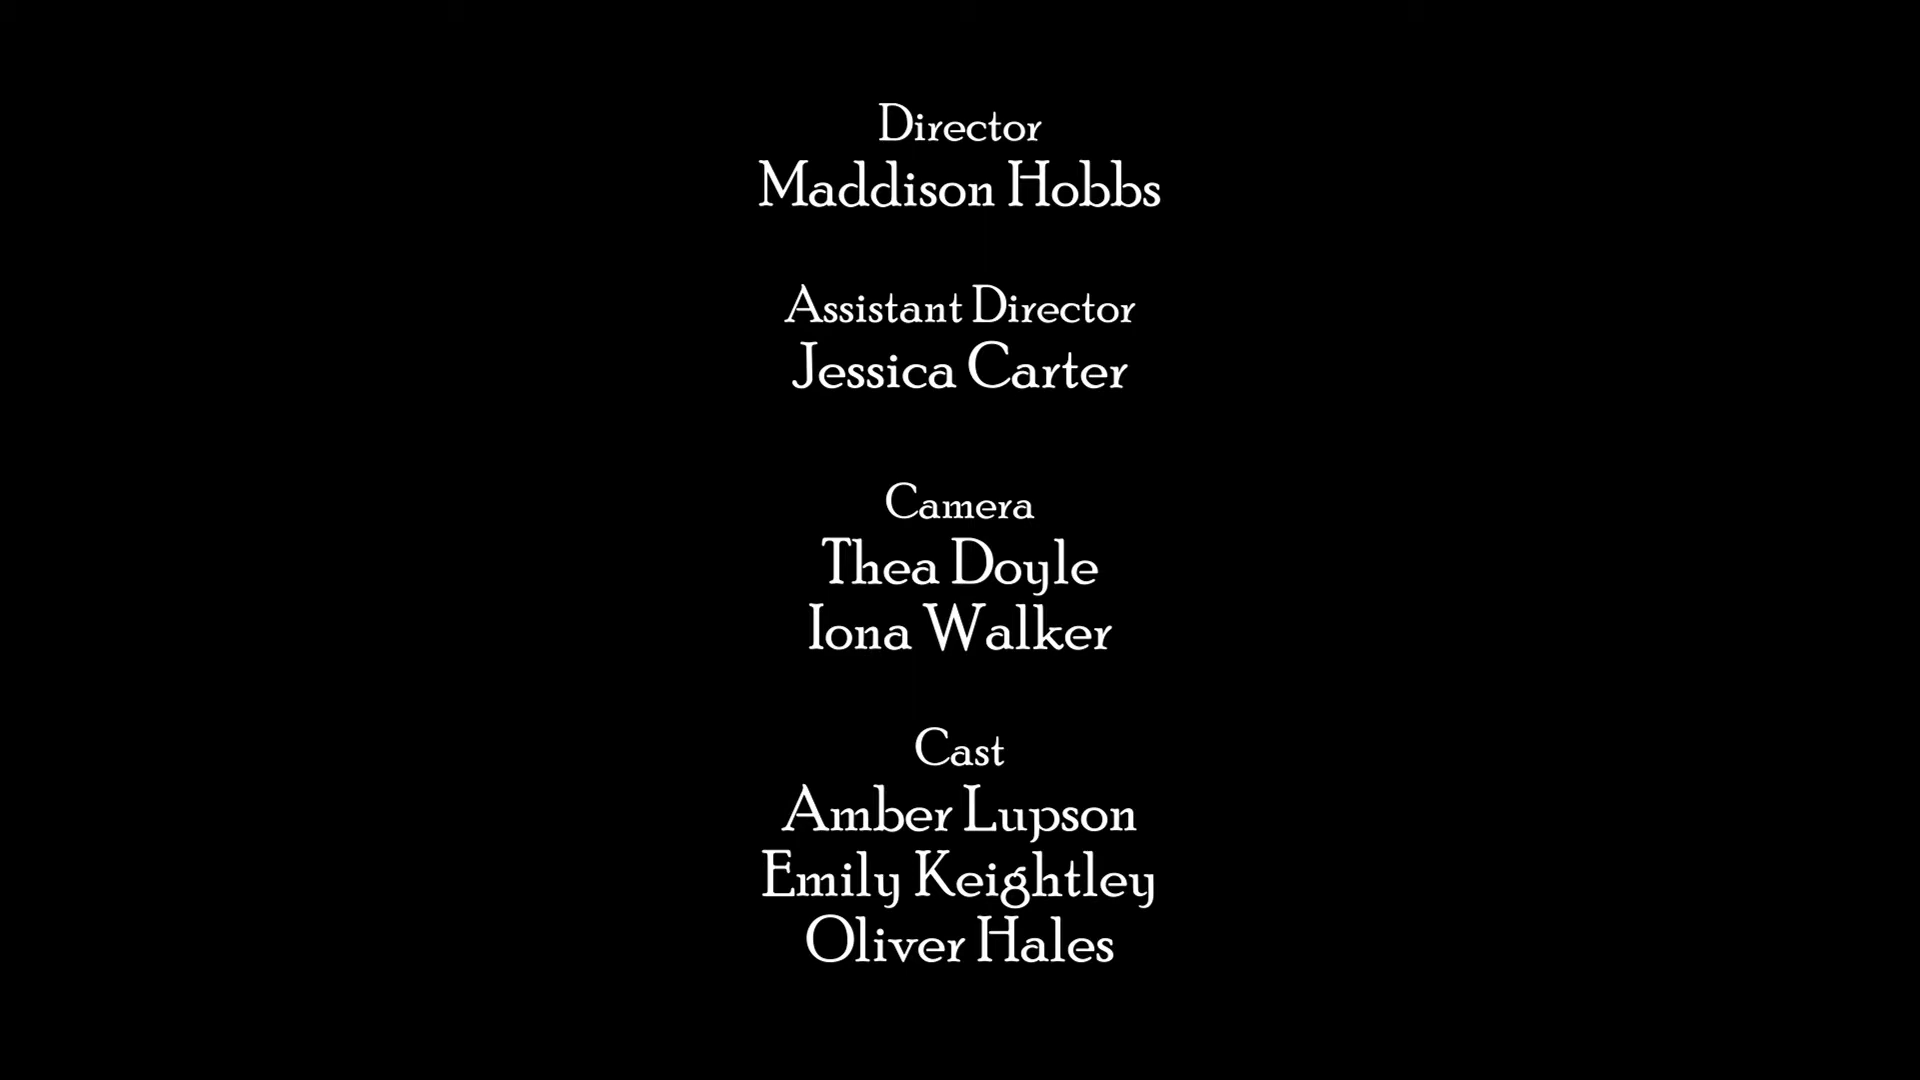 Director
Maddison Hobbs
Assistant Director
Jessica Carter
Camera
Thea Doyle
Iona Walker
Cast
Amber Lupson
Emily Keightley
Oliver Hales